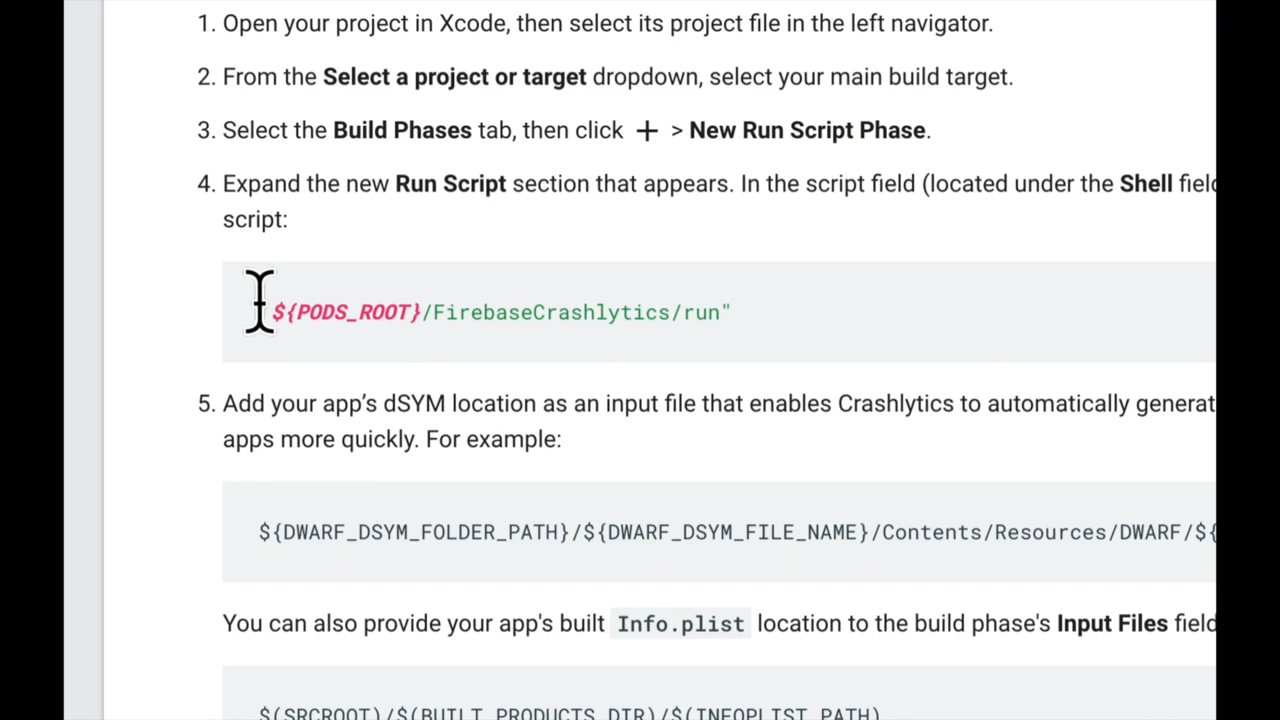 1. Open your project in Xcode, then select its project file in the left navigator.
2. From the Select a project or target dropdown, select your main build target.
3. Select the Build Phases tab, then click + > New Run Script Phase.
4. Expand the new Run Script section that appears. In the script field (located under the Shell field
script:
${PODS_ROOT}/FirebaseCrashlytics/run"
5. Add your app’s dSYM location as an input file that enables Crashlytics to automatically generat
apps more quickly. For example:
${DWARF_DSYM_FOLDER_PATH}/${DWARF_DSYM_FILE_NAME}/Contents/Resources/DWARF/${
You can also provide your app's built Info.plist location to the build phase's Input Files field
$(SRCROOT)/$(BUILT_PRODUCTS_DIR)/$(INFOPLIST_PATH)